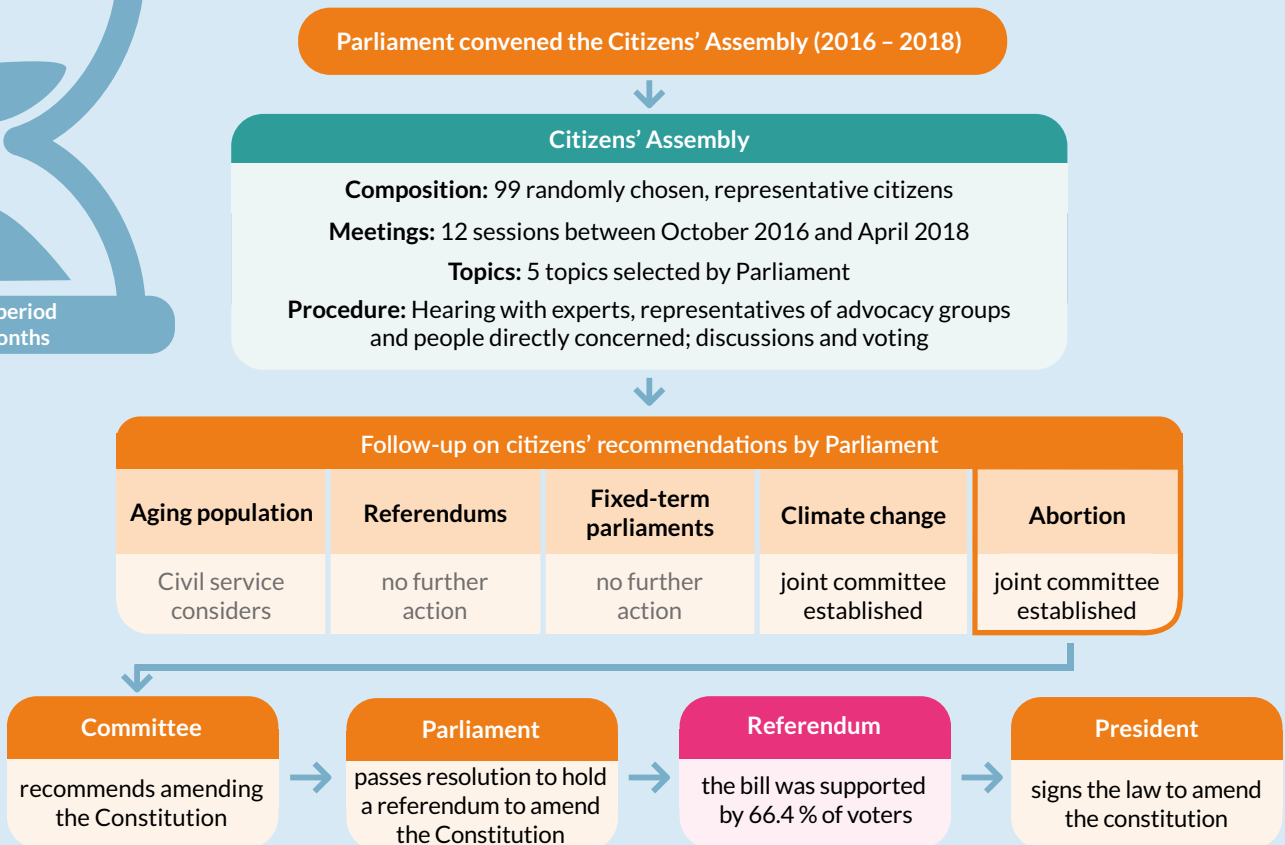 Parliament convened the Citizens’ Assembly (2016 – 2018)
Citizens’ Assembly
Composition: 99 randomly chosen, representative citizens
Meetings: 12 sessions between October 2016 and April 2018
Topics: 5 topics selected by Parliament
Procedure: Hearing with experts, representatives of advocacy groups
and people directly concerned; discussions and voting
period
Follow-up on citizens’ recommendations by Parliament
Aging population
Civil service
considers
Referendums
no further
action
Fixed-term
parliaments
no further
action
Climate change
joint committee
established
Abortion
joint committee
established
Committee
recommends amending
the Constitution
Parliament
passes resolution to hold
a referendum to amend
the Constitution
Referendum
the bill was supported
by 66.4 % of voters
President
signs the law to amend
the constitution